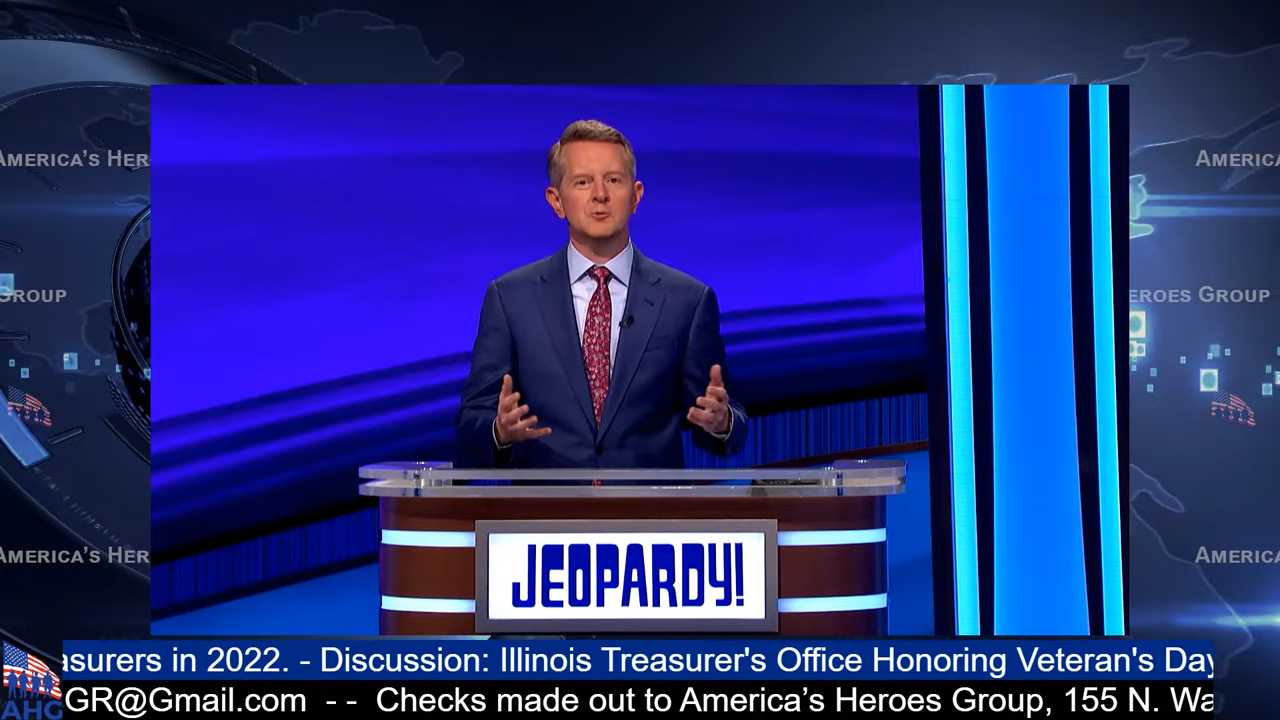 AMERICA'S HER
AMERICA
GROUP
EROES GROUP
JEOPARDY!
AMERICA'S HER
AMERICA
asurers in 2022. - Discussion: Illinois Treasurer's Office Honoring Veteran's Day
GR@Gmail.com - - Checks made out to America's Heroes Group, 155 N. Wa
AHG